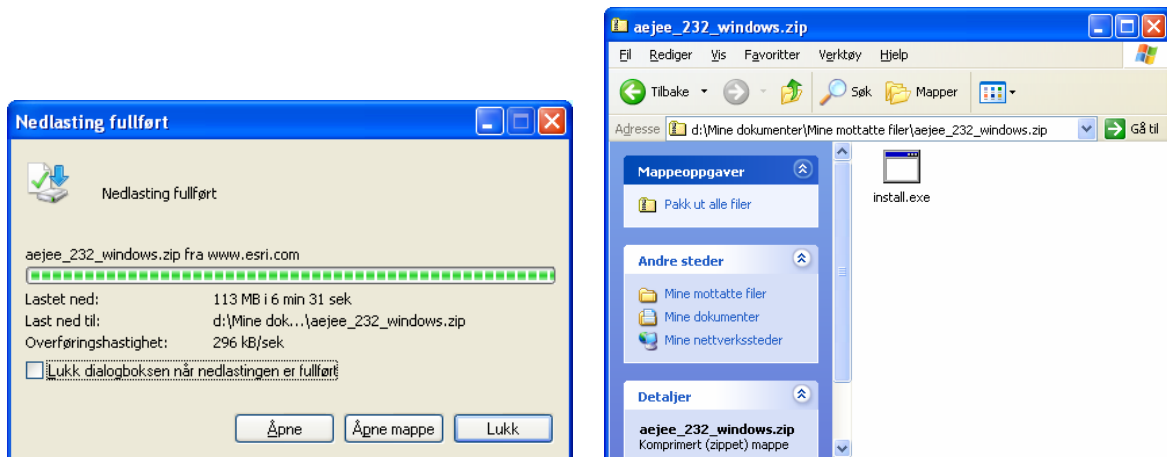 Nedlasting fullført
Nedlasting fullført
aejee_232_windows.zip fra www.esri.com
Lastet ned: 113 MB i 6 min 31 sek
Last ned til: d:\Mine dok...\aejee_232_windows.zip
Overføringshastighet: 296 kB/sek
Lukk dialogboksen når nedlastingen er fullført
Åpne Åpne mappe Lukk
aejee_232_windows.zip
Fil Rediger Vis Favoritter Verktøy Hjelp
Tilbake Søk Mapper
Adresse d:\Mine dokumenter\Mine mottatte filer\aejee_232_windows.zip Gå til
Mappeoppgaver
Pakk ut alle filer
install.exe
Andre steder
Mine mottatte filer
Mine dokumenter
Mine nettverkssteder
Detaljer
aejee_232_windows.zip
Komprimert (zippet) mappe